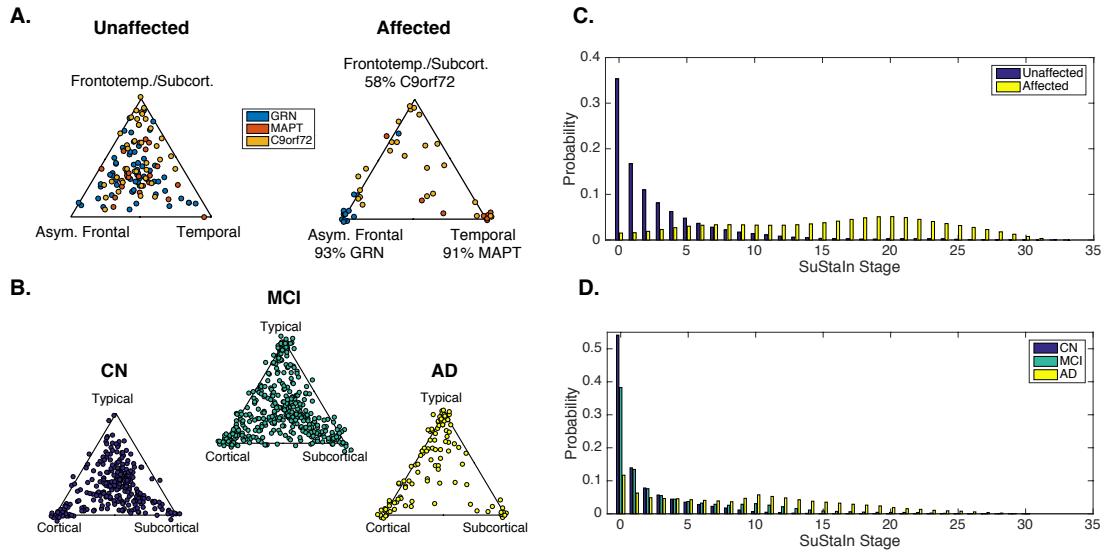 A.
Unaffected
Affected
Frontotemp./Subcort.
GRN
MAPT
C9orf72
Asym. Frontal
Temporal
Frontotemp./Subcort.
58% C9orf72
Asym. Frontal
93% GRN
Temporal
91% MAPT
B.
CN
Typical
Cortical
Subcortical
MCI
Typical
Cortical
Subcortical
AD
Typical
Cortical
Subcortical
C.
Probability
0.4
0.3
0.2
0.1
0
Unaffected
Affected
0 5 10 15 20 25 30 35
SuStaIn Stage
D.
Probability
0.5
0.4
0.3
0.2
0.1
0
CN
MCI
AD
0 5 10 15 20 25 30 35
SuStaIn Stage